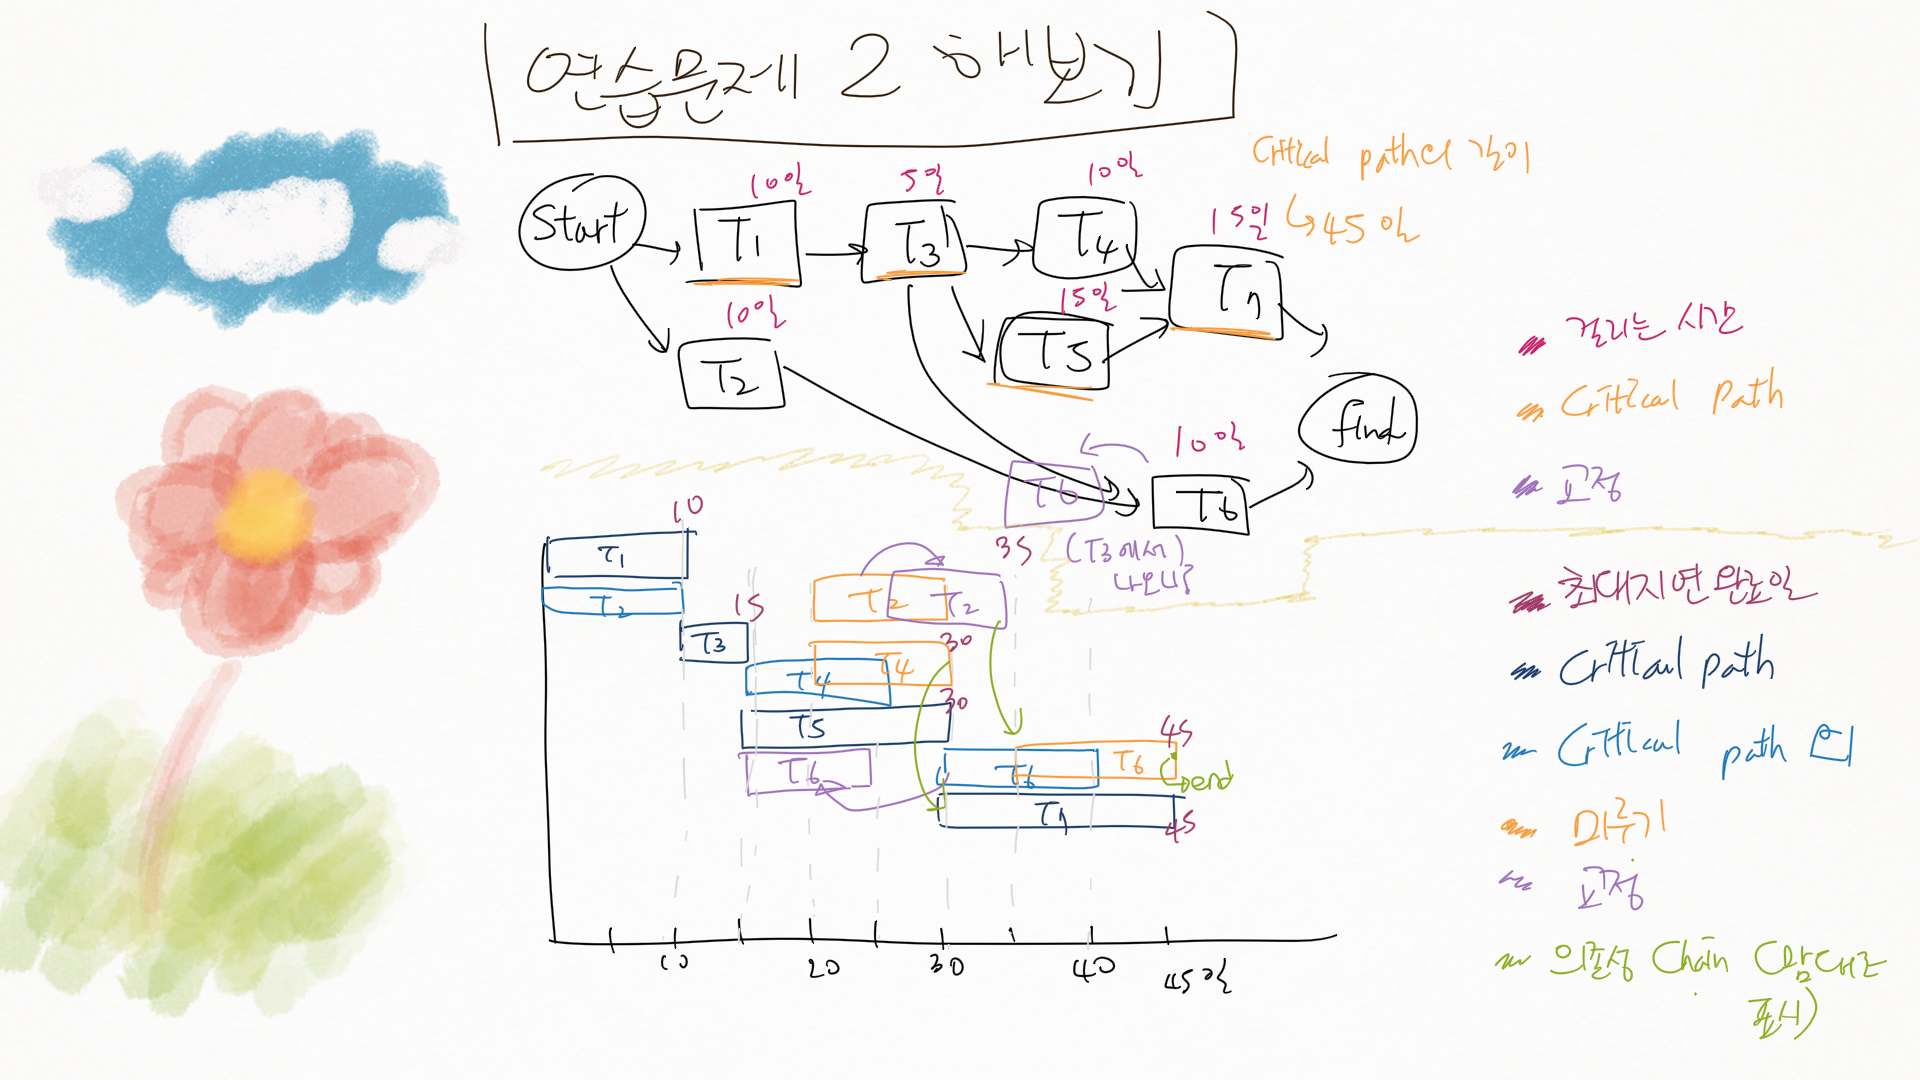 연습문제 2 해보기
Critical path의 길이
↳ 45일
Start
10일
T1
5일
T3
10일
T4
15일
T7
10일
T2
15일
T5
10일
T6
T6
find
(T3에서
나오니?
걸리는 시간
Critical Path
교정
10
T1
T2
15
T3
35
T2
T2
30
T4
T4
30
T5
T6
45
T6
T6
end
T7
45
10
20
30
40
45일
최대지연완료일
Critical path
Critical path 외
미루기
교정
의존성 Chain (맘대로
표시)